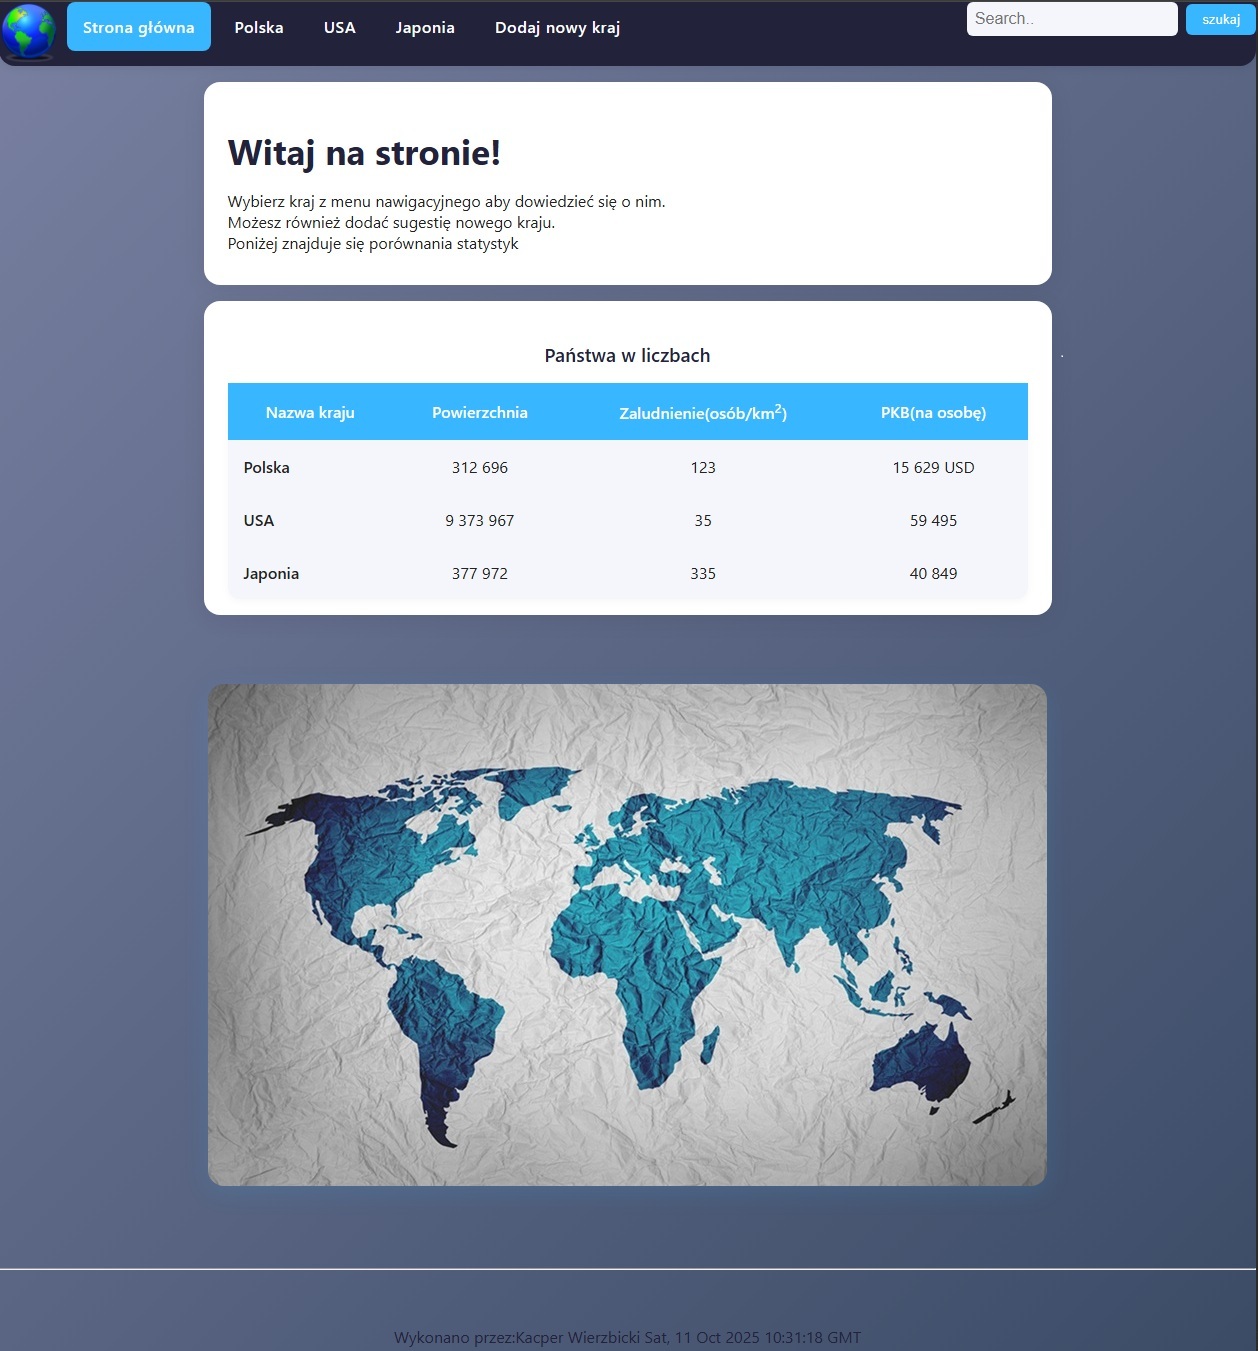 Strona główna Polska USA Japonia Dodaj nowy kraj Search.. szukaj
Witaj na stronie!
Wybierz kraj z menu nawigacyjnego aby dowiedzieć się o nim.
Możesz również dodać sugestię nowego kraju.
Poniżej znajduje się porównania statystyk
Państwa w liczbach
Nazwa kraju Powierzchnia Zaludnienie(osób/km²) PKB(na osobę)
Polska 312 696 123 15 629 USD
USA 9 373 967 35 59 495
Japonia 377 972 335 40 849
Wykonano przez:Kacper Wierzbicki Sat, 11 Oct 2025 10:31:18 GMT